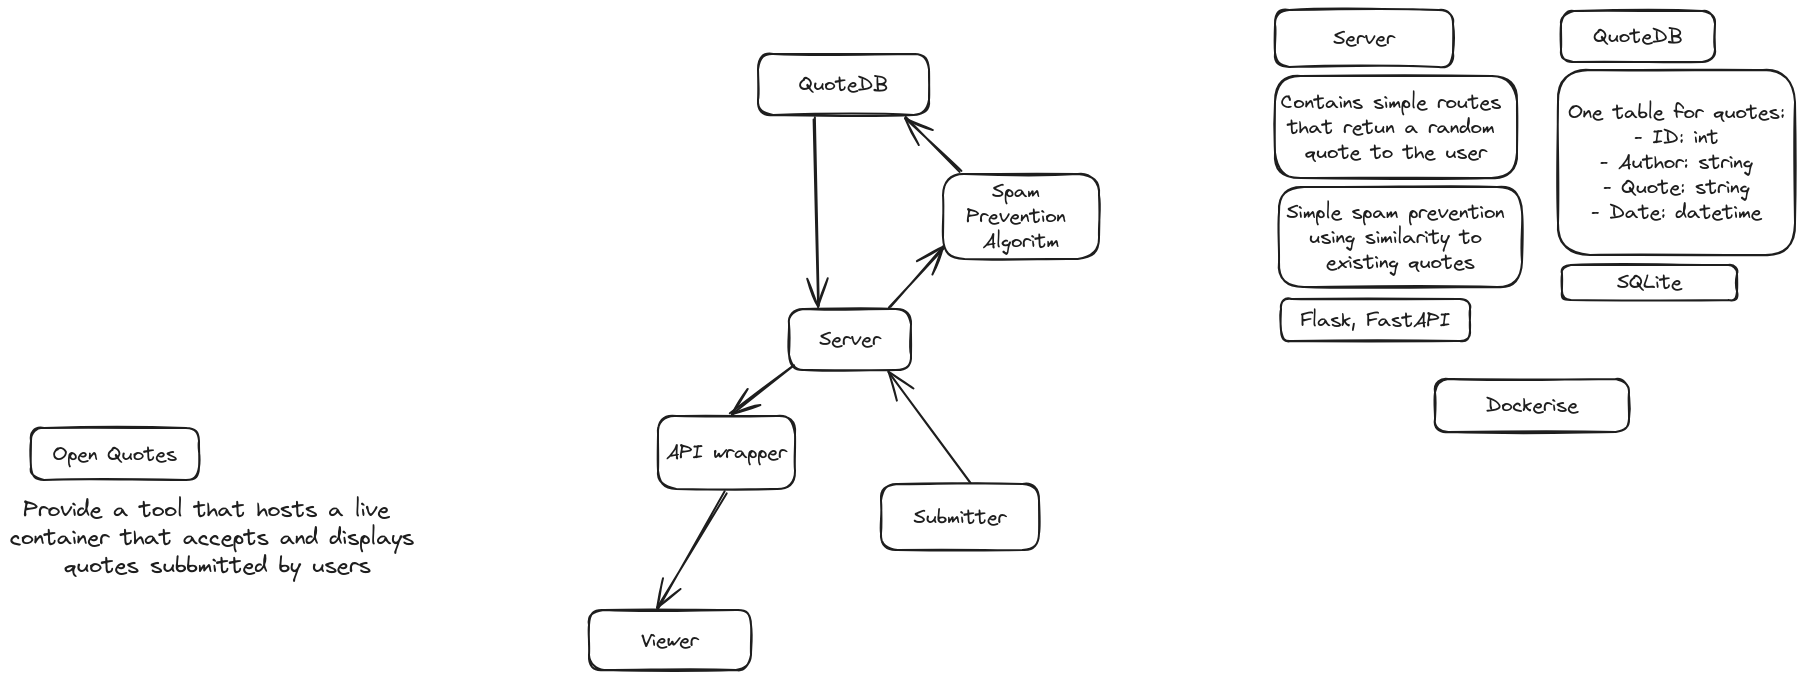 Open Quotes
Provide a tool that hosts a live
container that accepts and displays
quotes subbmitted by users
QuoteDB
Spam
Prevention
Algoritm
Server
API wrapper
Submitter
Viewer
Server
Contains simple routes
that retun a random
quote to the user
Simple spam prevention
using similarity to
existing quotes
Flask, FastAPI
QuoteDB
One table for quotes:
- ID: int
- Author: string
- Quote: string
- Date: datetime
SQLite
Dockerise